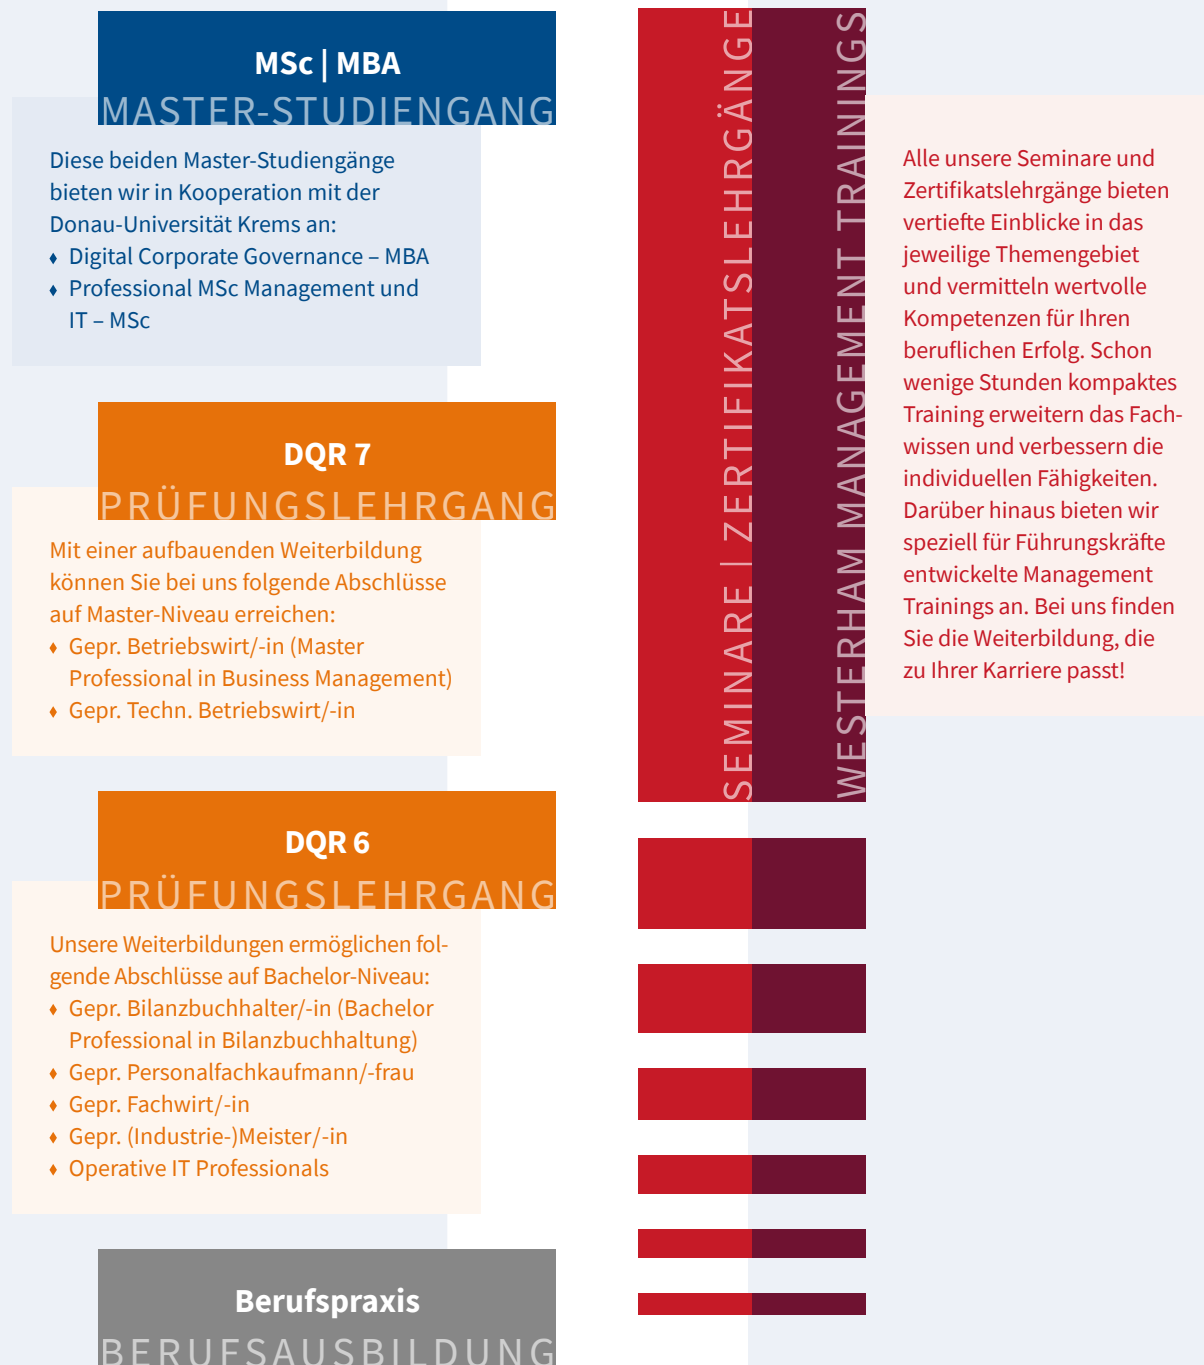 MSc | MBA
MASTER-STUDIENGANG
Diese beiden Master-Studiengänge
bieten wir in Kooperation mit der
Donau-Universität Krems an:
♦ Digital Corporate Governance – MBA
♦ Professional MSc Management und
IT – MSc
DQR 7
PRÜFUNGSLEHRGANG
Mit einer aufbauenden Weiterbildung
können Sie bei uns folgende Abschlüsse
auf Master-Niveau erreichen:
♦ Gepr. Betriebswirt/-in (Master
Professional in Business Management)
♦ Gepr. Techn. Betriebswirt/-in
DQR 6
PRÜFUNGSLEHRGANG
Unsere Weiterbildungen ermöglichen fol-
gende Abschlüsse auf Bachelor-Niveau:
♦ Gepr. Bilanzbuchhalter/-in (Bachelor
Professional in Bilanzbuchhaltung)
♦ Gepr. Personalfachkaufmann/-frau
♦ Gepr. Fachwirt/-in
♦ Gepr. (Industrie-)Meister/-in
♦ Operative IT Professionals
Berufspraxis
BERUFSAUSBILDUNG
SEMINARE | ZERTIFIKATSLEHRGÄNGE
WESTERHAM MANAGEMENT TRAININGS
Alle unsere Seminare und
Zertifikatslehrgänge bieten
vertiefte Einblicke in das
jeweilige Themengebiet
und vermitteln wertvolle
Kompetenzen für Ihren
beruflichen Erfolg. Schon
wenige Stunden kompaktes
Training erweitern das Fach-
wissen und verbessern die
individuellen Fähigkeiten.
Darüber hinaus bieten wir
speziell für Führungskräfte
entwickelte Management
Trainings an. Bei uns finden
Sie die Weiterbildung, die
zu Ihrer Karriere passt!